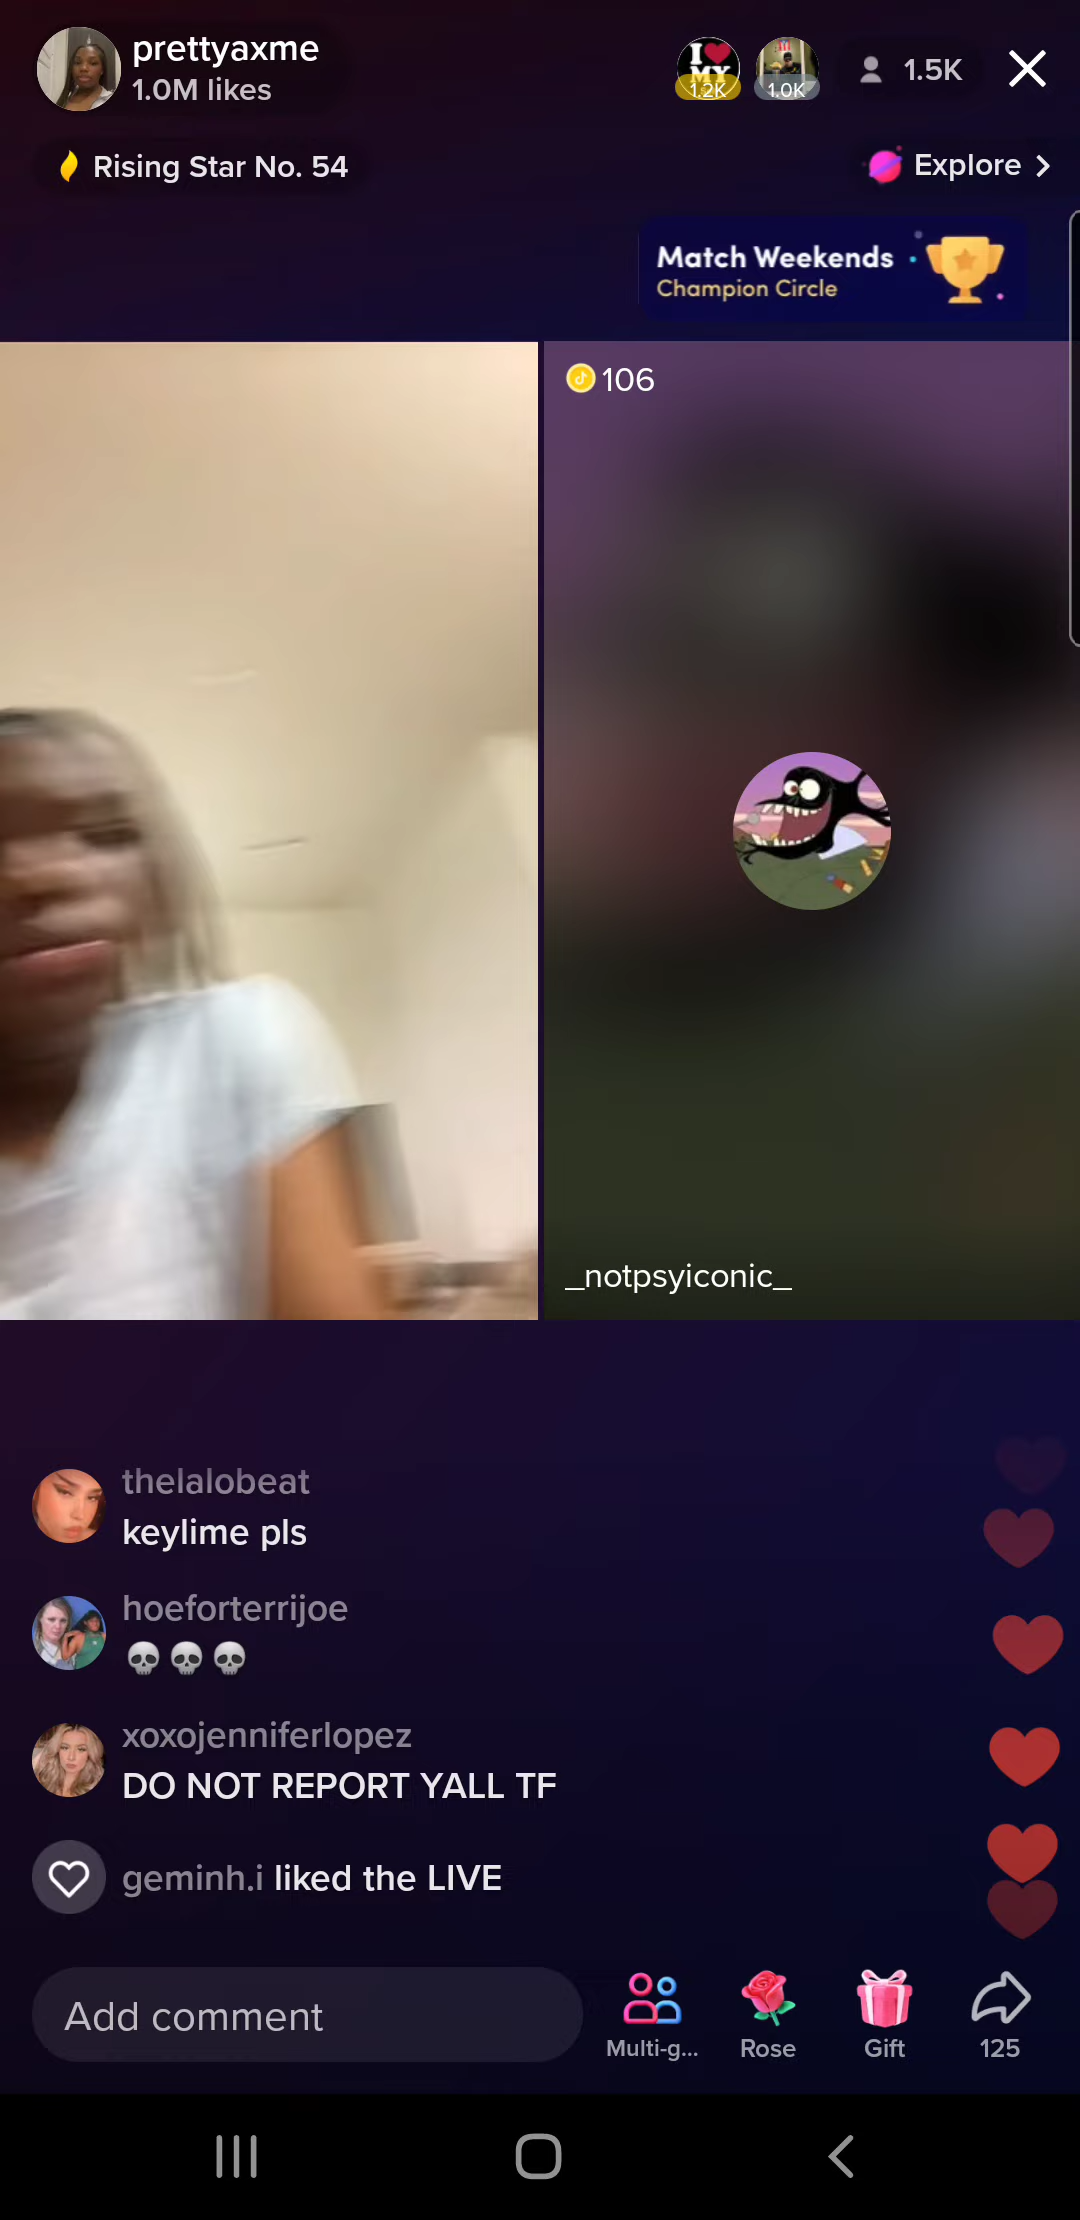 prettyaxme
1.0M likes
I ❤ MY
1.2K
1.0K
1.5K
Rising Star No. 54
Explore >
Match Weekends
Champion Circle
106
_notpsyiconic_
thelalobeat
keylime pls
hoeforterrijoe
💀💀💀
xoxojenniferlopez
DO NOT REPORT YALL TF
geminh.i liked the LIVE
Add comment
Multi-g...
Rose
Gift
125